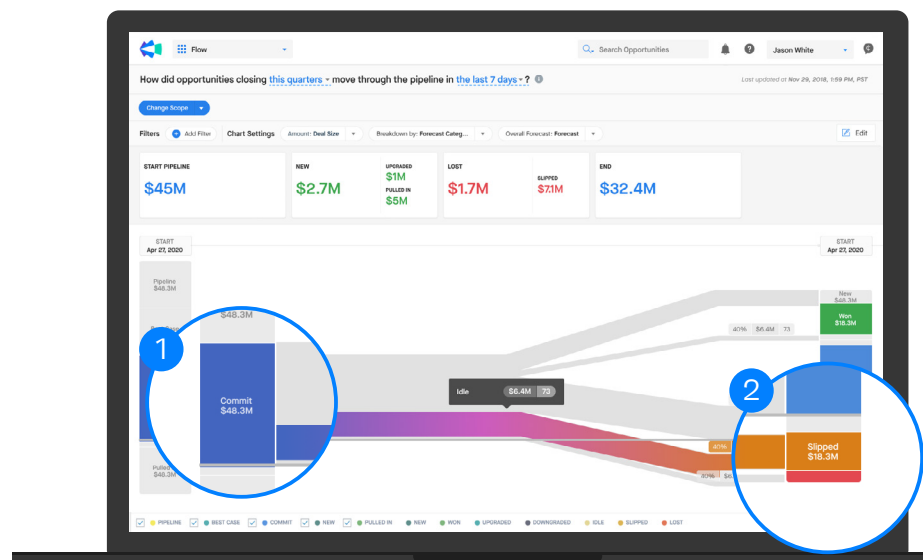 Flow
Search Opportunities
Jason White
How did opportunities closing this quarters move through the pipeline in the last 7 days ?
Last updated at Nov 29, 2018, 1:59 PM, PST
Change Scope
Filters
Add Filter
Chart Settings
Amount: Deal Size
Breakdown by: Forecast Categ...
Overall Forecast: Forecast
Edit
START PIPELINE
$45M
NEW
$2.7M
UPGRADED
$1M
PULLED IN
$5M
LOST
$1.7M
SLIPPED
$7.1M
END
$32.4M
START
Apr 27, 2020
START
Apr 27, 2020
Pipeline
$48.3M
New
$48.3M
Won
$18.3M
$48.3M
40% $6.4M 73
1
Commit
$48.3M
Idle $6.4M 73
2
Slipped
$18.3M
40%
40%
Pulled
$48.3M
PIPELINE
BEST CASE
COMMIT
NEW
PULLED IN
NEW
WON
UPGRADED
DOWNGRADED
IDLE
SLIPPED
LOST